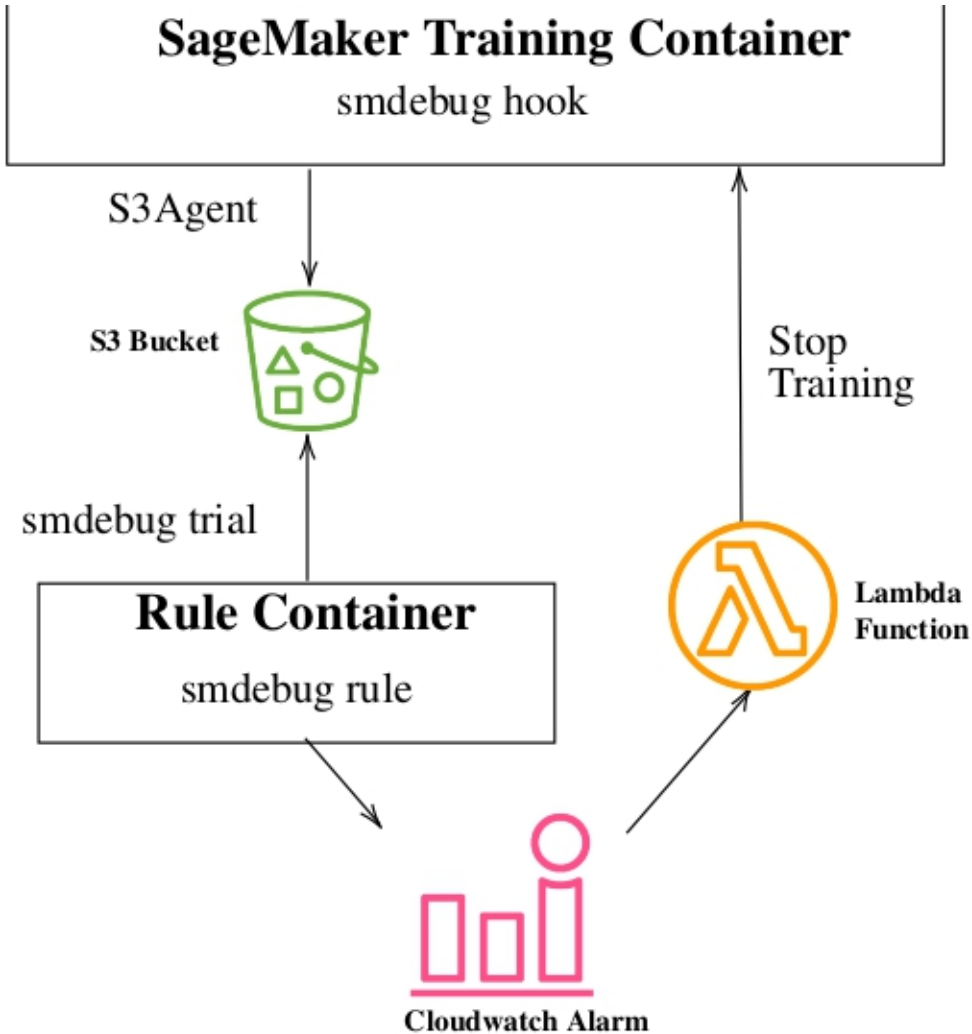 SageMaker Training Container
smdebug hook
S3Agent
S3 Bucket
Stop
Training
smdebug trial
Rule Container
smdebug rule
Lambda
Function
Cloudwatch Alarm